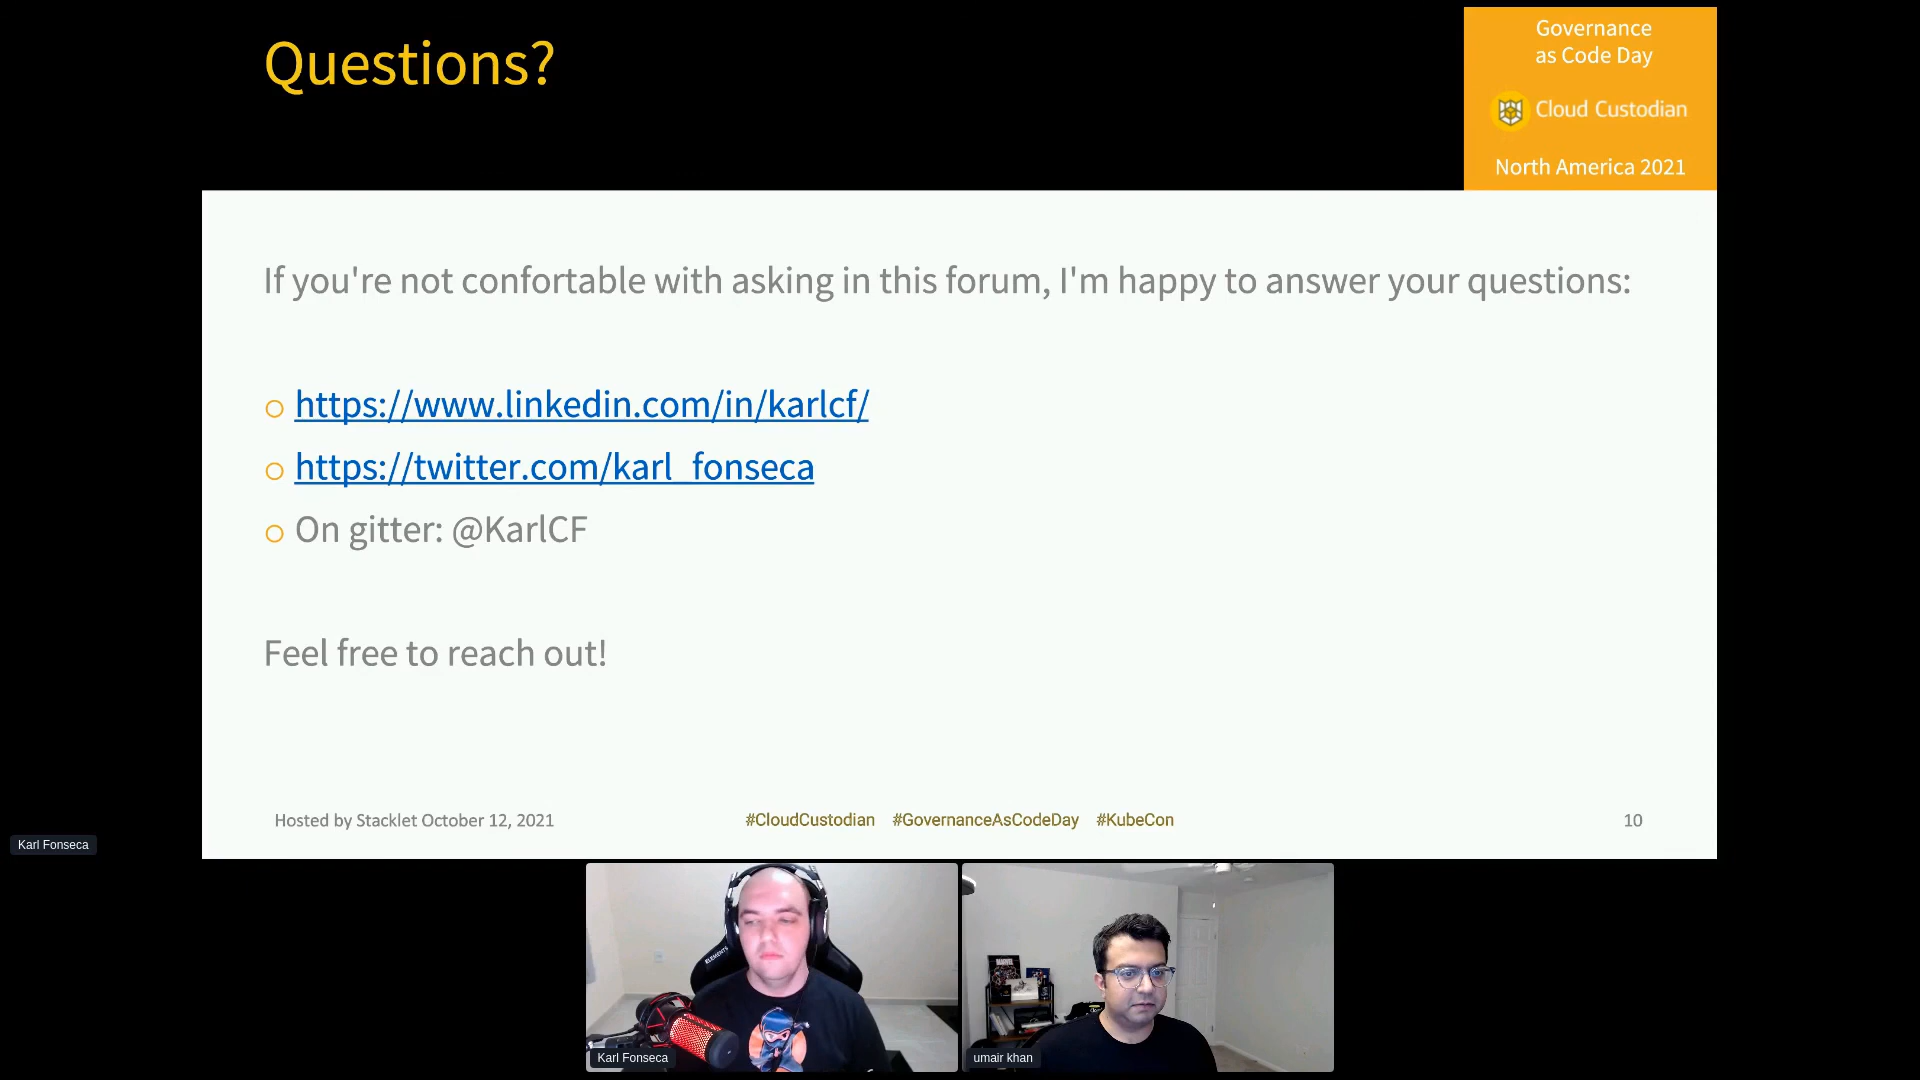 Questions?
Governance
as Code Day
Cloud Custodian
North America 2021
If you're not confortable with asking in this forum, I'm happy to answer your questions:
https://www.linkedin.com/in/karlcf/
https://twitter.com/karl_fonseca
On gitter: @KarlCF
Feel free to reach out!
Hosted by Stacklet October 12, 2021
#CloudCustodian #GovernanceAsCodeDay #KubeCon
10
Karl Fonseca
ELEMENTS
MARVEL
Karl Fonseca
umair khan